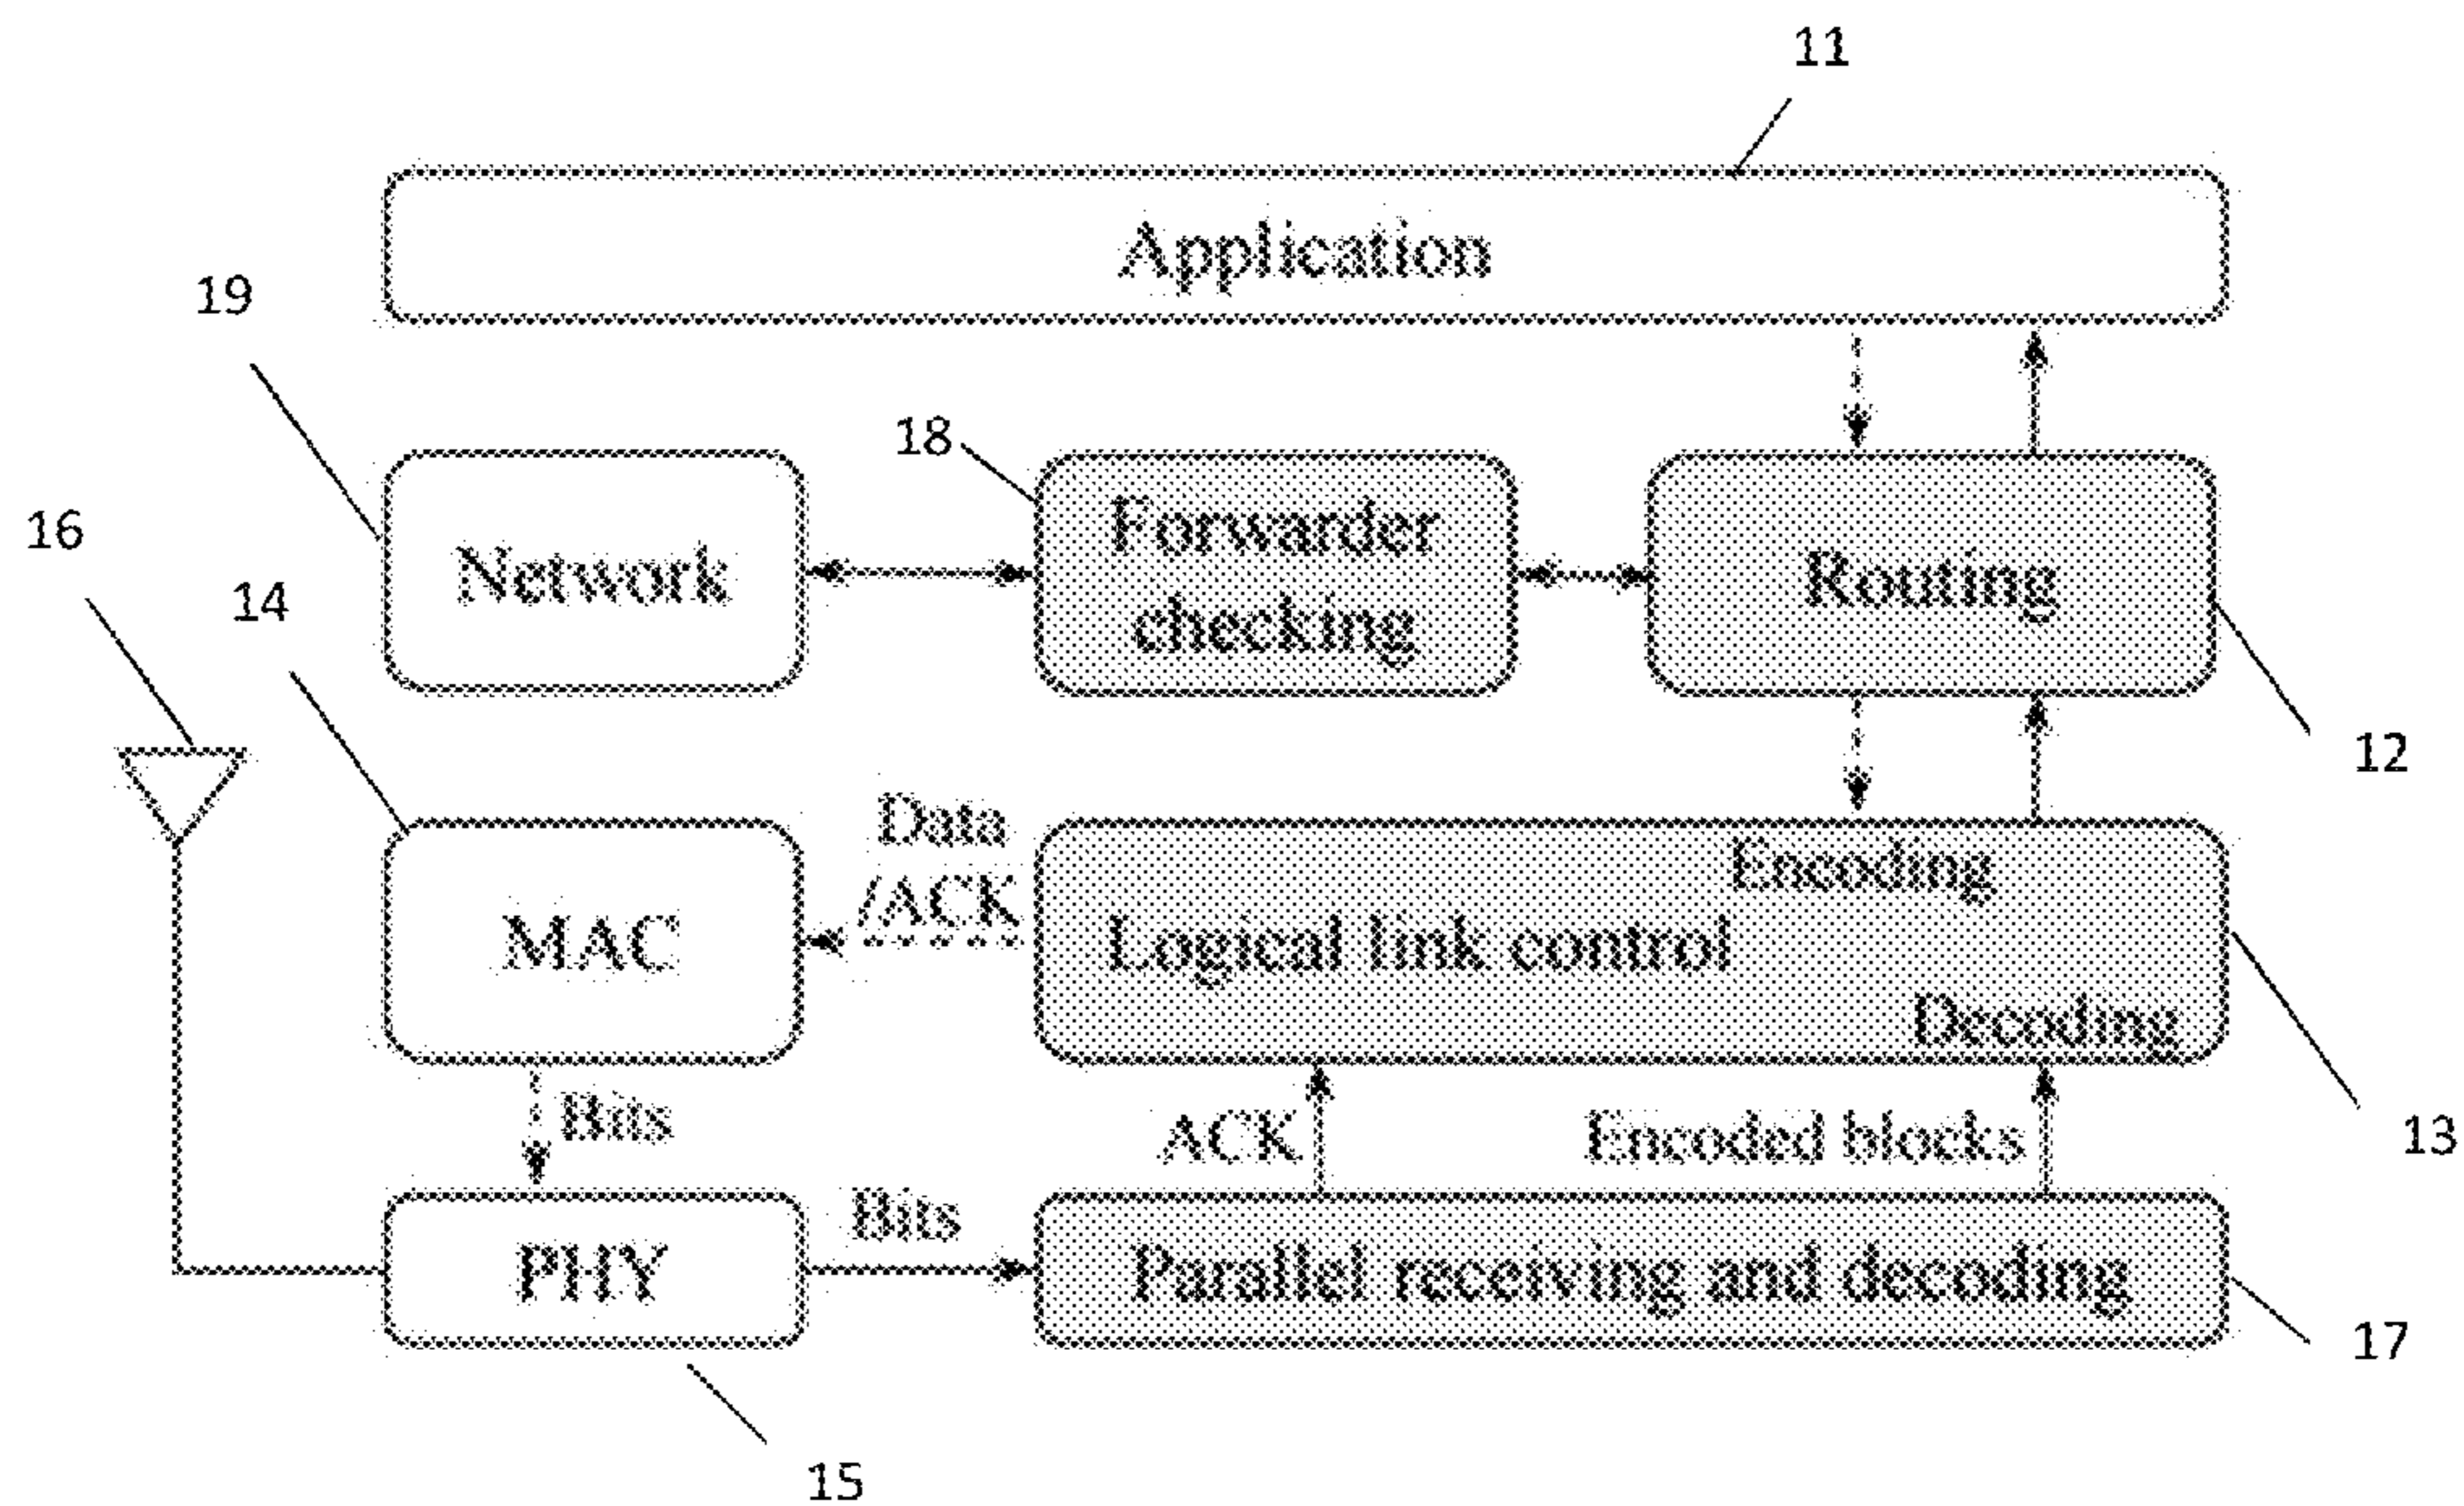 11
Application
19
18
Forwarder
checking
Network
Routing
16
14
12
Data
/ACK
Encoding
MAC
Logical link control
Decoding
13
Bits
ACK
Encoded blocks
Bits
PHY
Parallel receiving and decoding
17
15